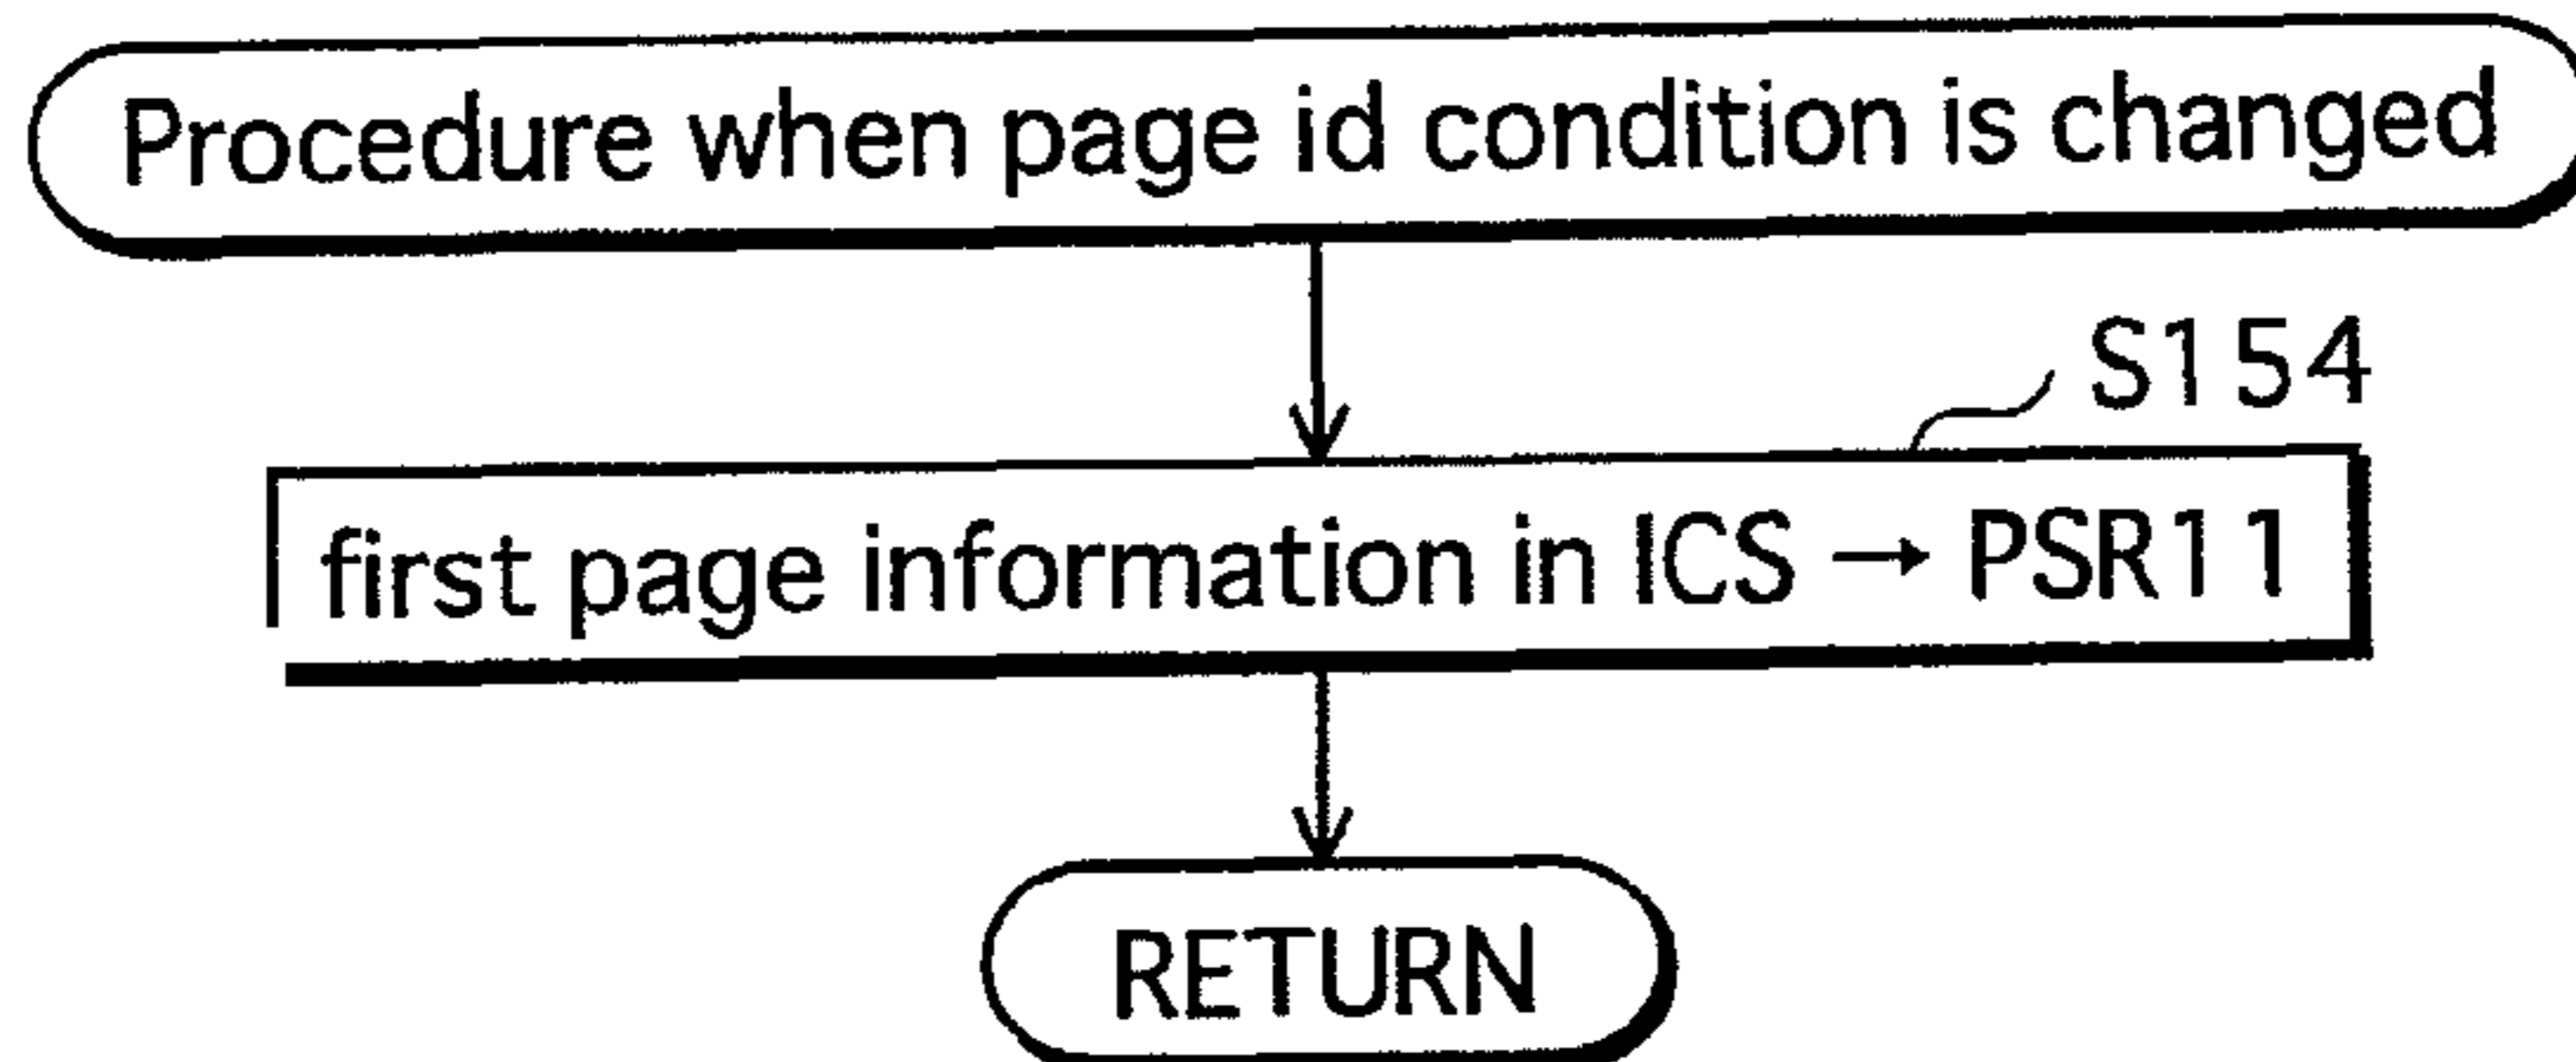 Procedure when page id condition is changed
S154
first page information in ICS → PSR11
RETURN